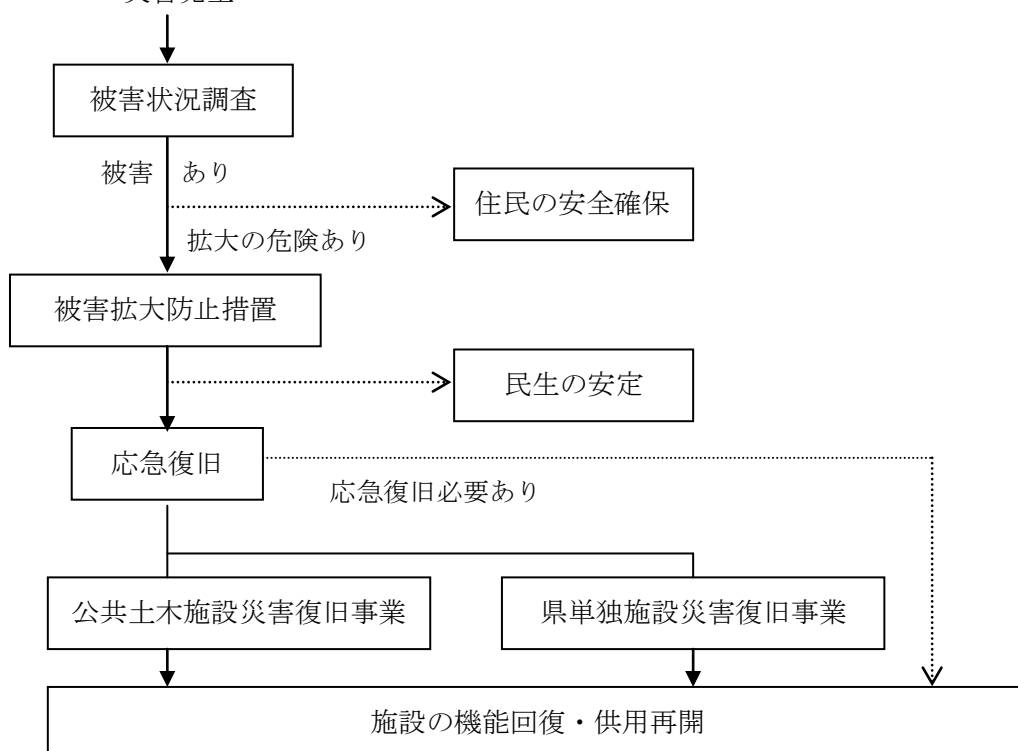 被害状況調査
被害 あり
住民の安全確保
拡大の危険あり
被害拡大防止措置
民生の安定
応急復旧
応急復旧必要あり
公共土木施設災害復旧事業 県単独施設災害復旧事業
施設の機能回復・供用再開